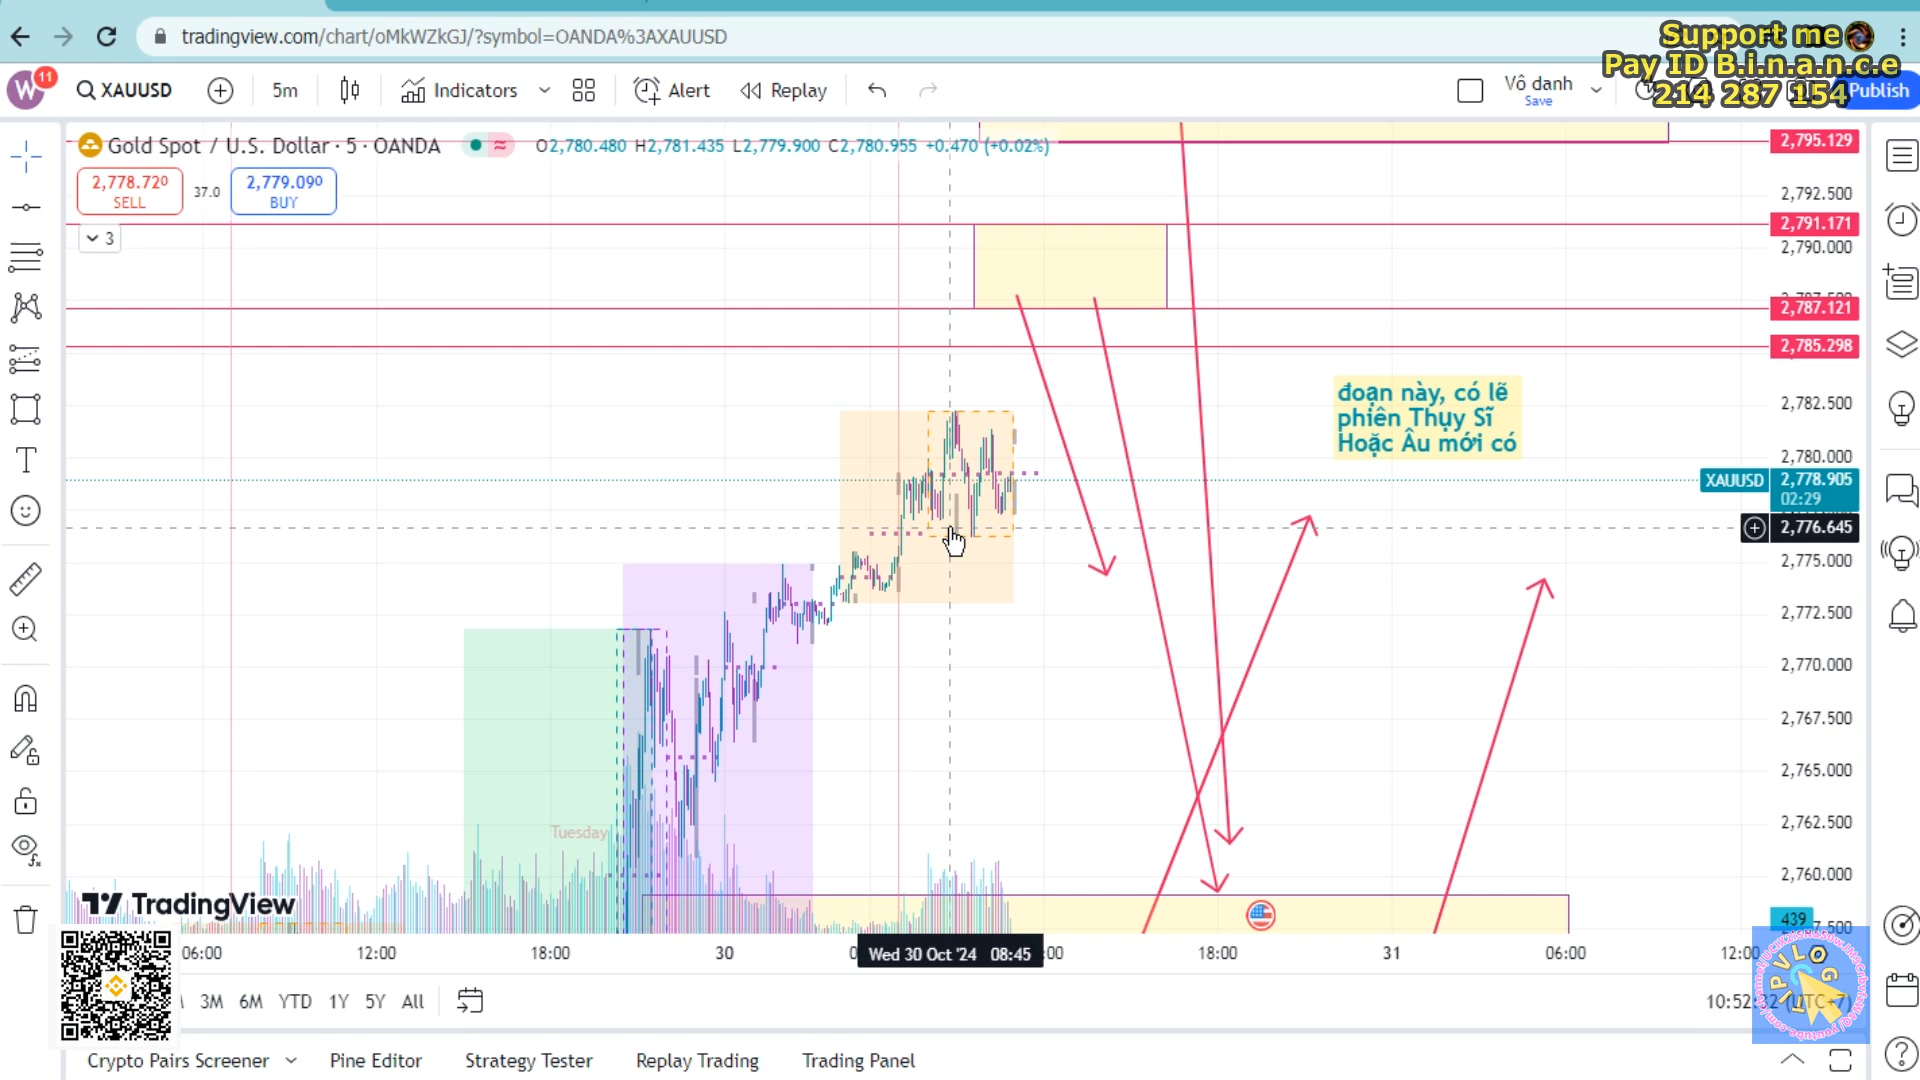 tradingview.com/chart/oMkWZkGJ/?symbol=OANDA%3AXAUUSD
Support me
Pay ID B.i.n.a.n.c.e
214 287 154
W 11
XAUUSD
5m
Indicators
Alert
Replay
Vô danh
Save
Publish
Gold Spot / U.S. Dollar · 5 · OANDA
O2,780.480 H2,781.435 L2,779.900 C2,780.955 +0.470 (+0.02%)
2,778.720
SELL
37.0
2,779.090
BUY
3
2,795.129
2,792.500
2,791.171
2,790.000
2,787.121
2,785.298
2,782.500
2,780.000
XAUUSD 2,778.905
02:29
2,776.645
2,775.000
2,772.500
2,770.000
2,767.500
2,765.000
2,762.500
2,760.000
439
đoạn này, có lẽ
phiên Thụy Sĩ
Hoặc Âu mới có
Tuesday
TradingView
06:00 12:00 18:00 30 Wed 30 Oct '24 08:45 :00 18:00 31 06:00 12:00
3M 6M YTD 1Y 5Y All
10:52:32 (UTC+7)
TIPVLOG
Crypto Pairs Screener Pine Editor Strategy Tester Replay Trading Trading Panel